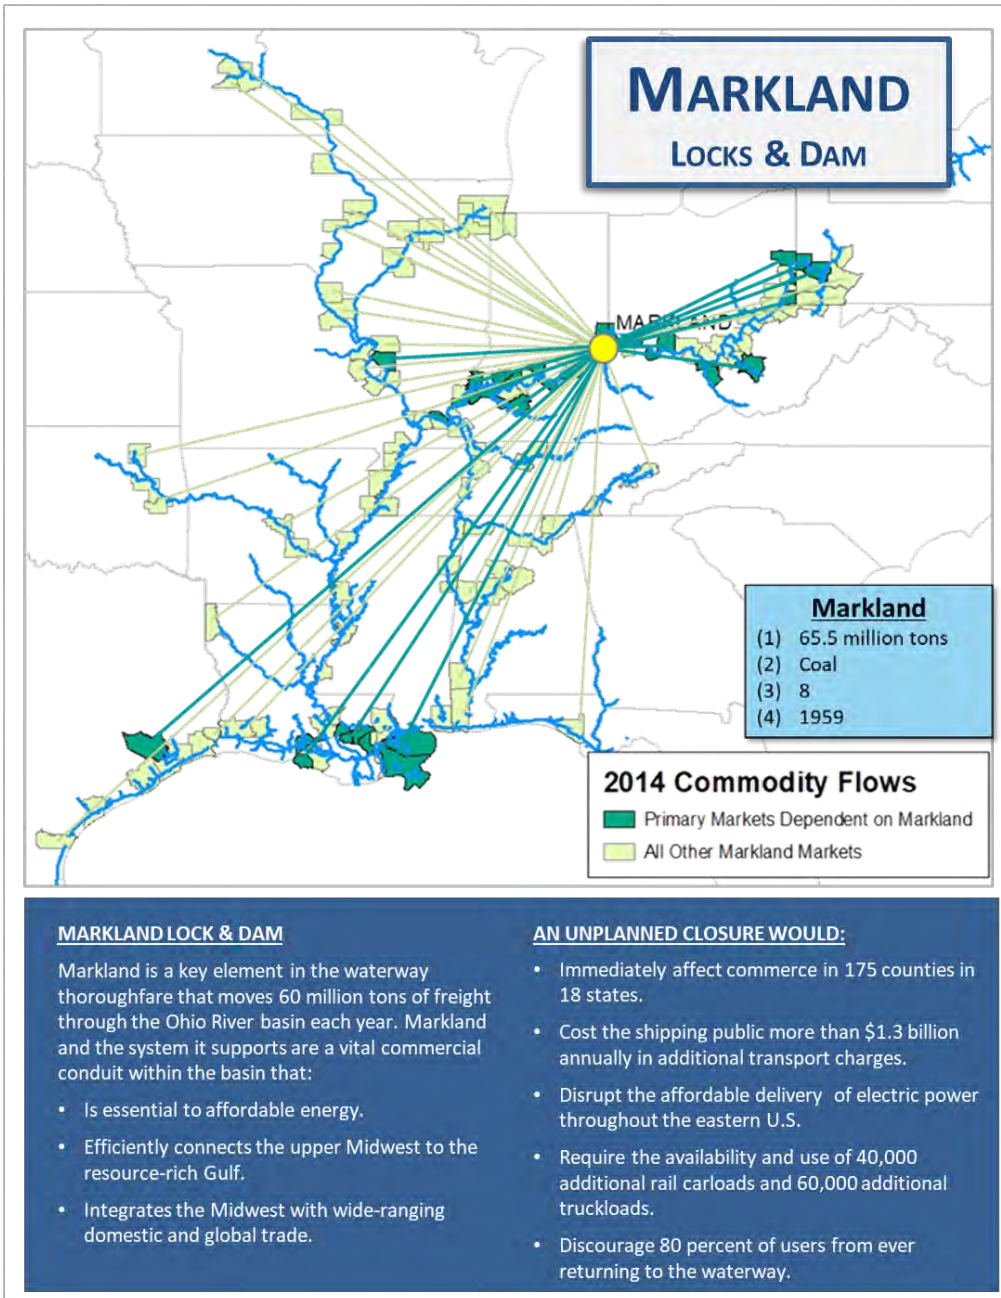 MARKLAND
LOCKS & DAM
MARKLAND
Markland
(1) 65.5 million tons
(2) Coal
(3) 8
(4) 1959
2014 Commodity Flows
Primary Markets Dependent on Markland
All Other Markland Markets
MARKLAND LOCK & DAM
Markland is a key element in the waterway
thoroughfare that moves 60 million tons of freight
through the Ohio River basin each year. Markland
and the system it supports are a vital commercial
conduit within the basin that:
• Is essential to affordable energy.
• Efficiently connects the upper Midwest to the
resource-rich Gulf.
• Integrates the Midwest with wide-ranging
domestic and global trade.
AN UNPLANNED CLOSURE WOULD:
• Immediately affect commerce in 175 counties in
18 states.
• Cost the shipping public more than $1.3 billion
annually in additional transport charges.
• Disrupt the affordable delivery of electric power
throughout the eastern U.S.
• Require the availability and use of 40,000
additional rail carloads and 60,000 additional
truckloads.
• Discourage 80 percent of users from ever
returning to the waterway.